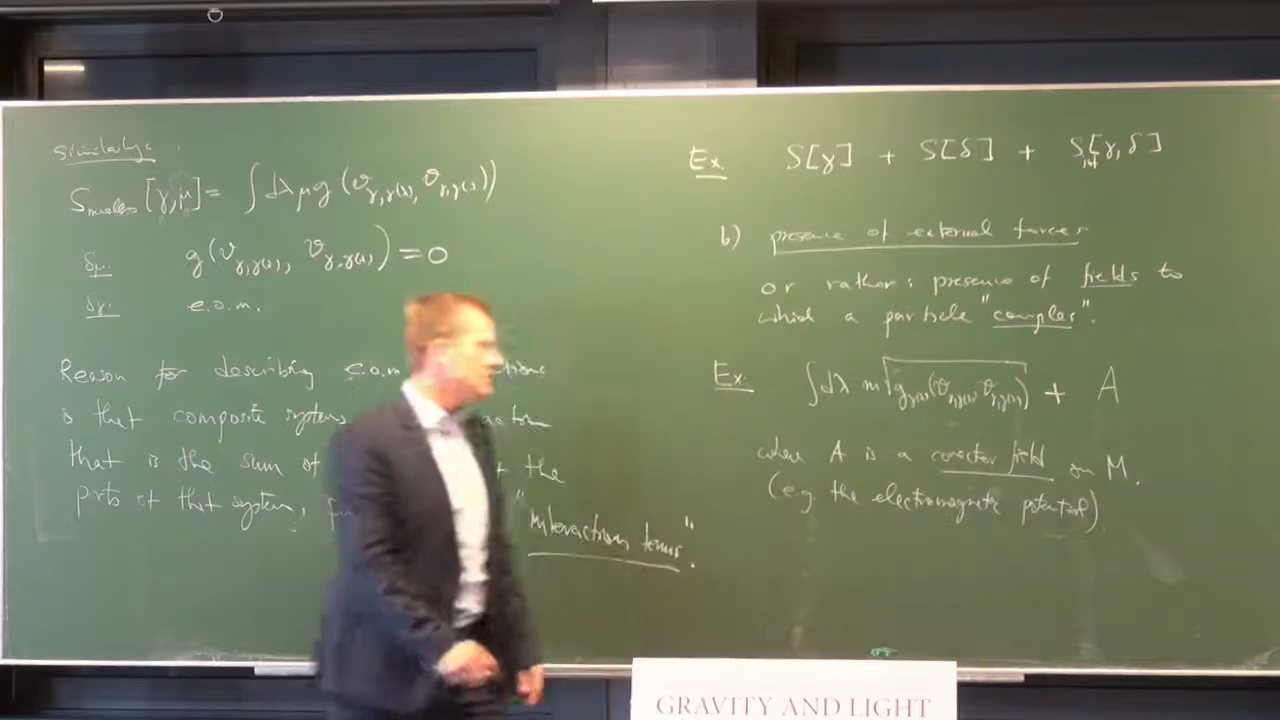 Similarly:
S_massless[γ,μ] = ∫dλ μ g(v_γ,γ(λ), v_γ,γ(λ))
δμ: g(v_γ,γ(λ), v_γ,γ(λ)) = 0
δγ: e.o.m.
Reason for describing e.o.m.
is that composite systems
that is the sum of the
parts of that system,
"interaction terms".
Ex. S[γ] + S[δ] + S_int[γ, δ]
b) presence of external forces
or rather: presence of fields to
which a particle "couples".
Ex. ∫dλ m√g_γ(λ)(v_γ,γ(λ), v_γ,γ(λ)) + A
where A is a covector field on M.
(e.g. the electromagnetic potential)
GRAVITY AND LIGHT